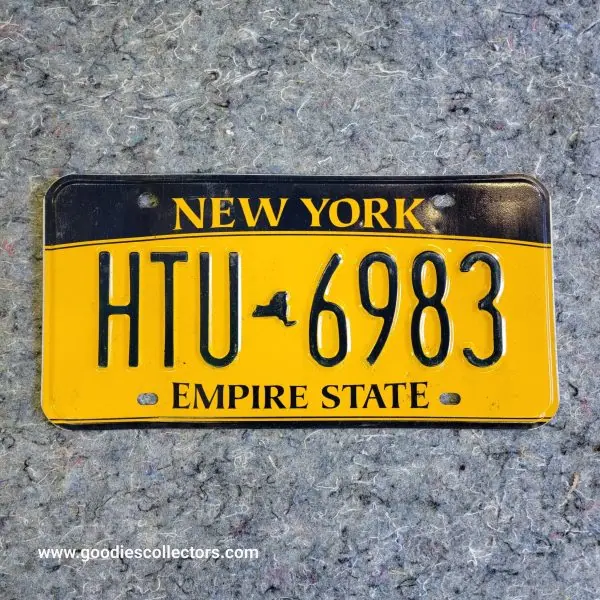 NEW YORK
HTU 6983
EMPIRE STATE
www.goodiescollectors.com